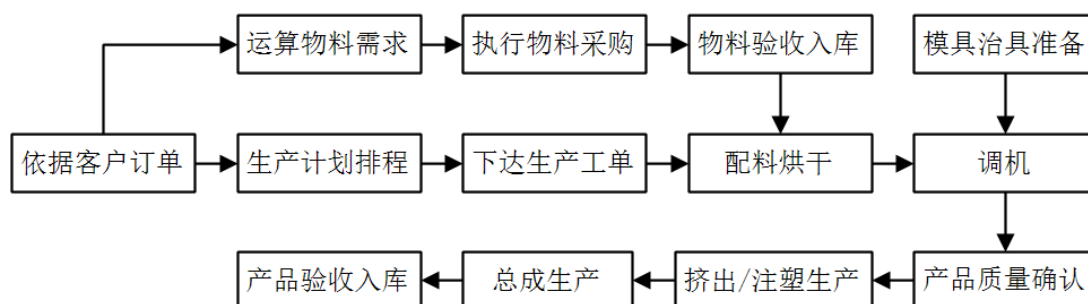 运算物料需求
执行物料采购
物料验收入库
模具治具准备
依据客户订单
生产计划排程
下达生产工单
配料烘干
调机
产品验收入库
总成生产
挤出/注塑生产
产品质量确认